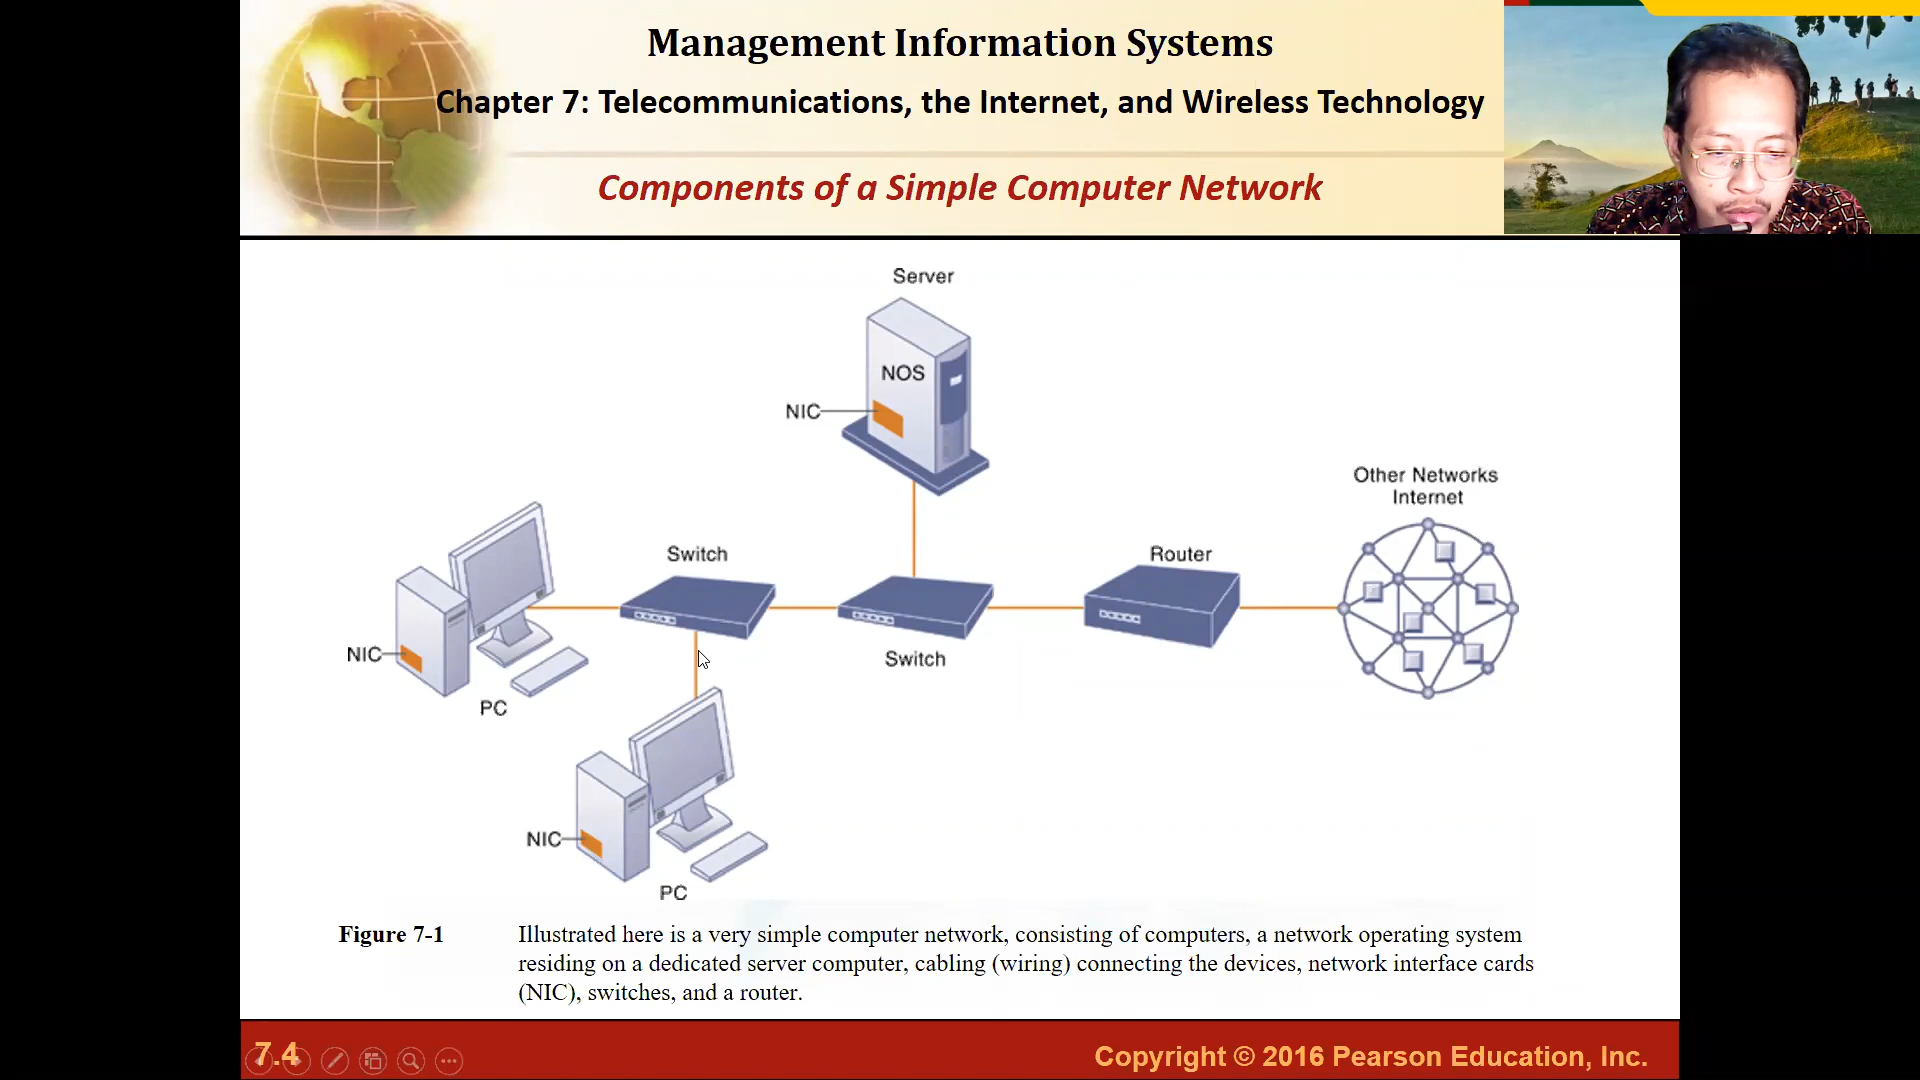 Management Information Systems
Chapter 7: Telecommunications, the Internet, and Wireless Technology
Components of a Simple Computer Network
Server
NOS
NIC
Other Networks
Internet
Switch
Router
Switch
NIC
PC
NIC
PC
Figure 7-1
Illustrated here is a very simple computer network, consisting of computers, a network operating system
residing on a dedicated server computer, cabling (wiring) connecting the devices, network interface cards
(NIC), switches, and a router.
7.4
Copyright © 2016 Pearson Education, Inc.